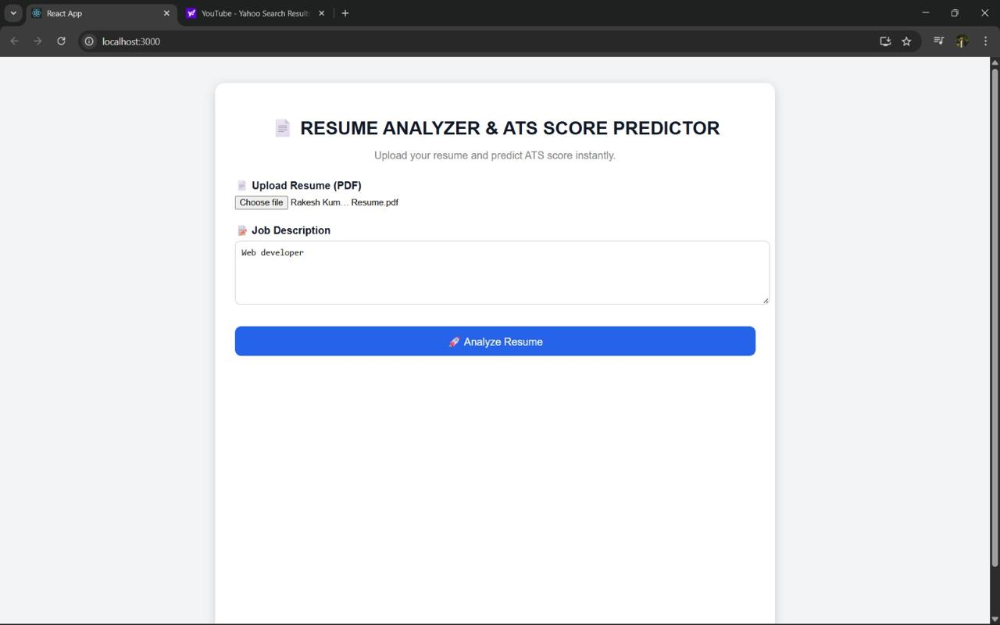 React App
YouTube - Yahoo Search Result
localhost:3000
RESUME ANALYZER & ATS SCORE PREDICTOR
Upload your resume and predict ATS score instantly.
Upload Resume (PDF)
Choose file Rakesh Kum... Resume.pdf
Job Description
Web developer
Analyze Resume